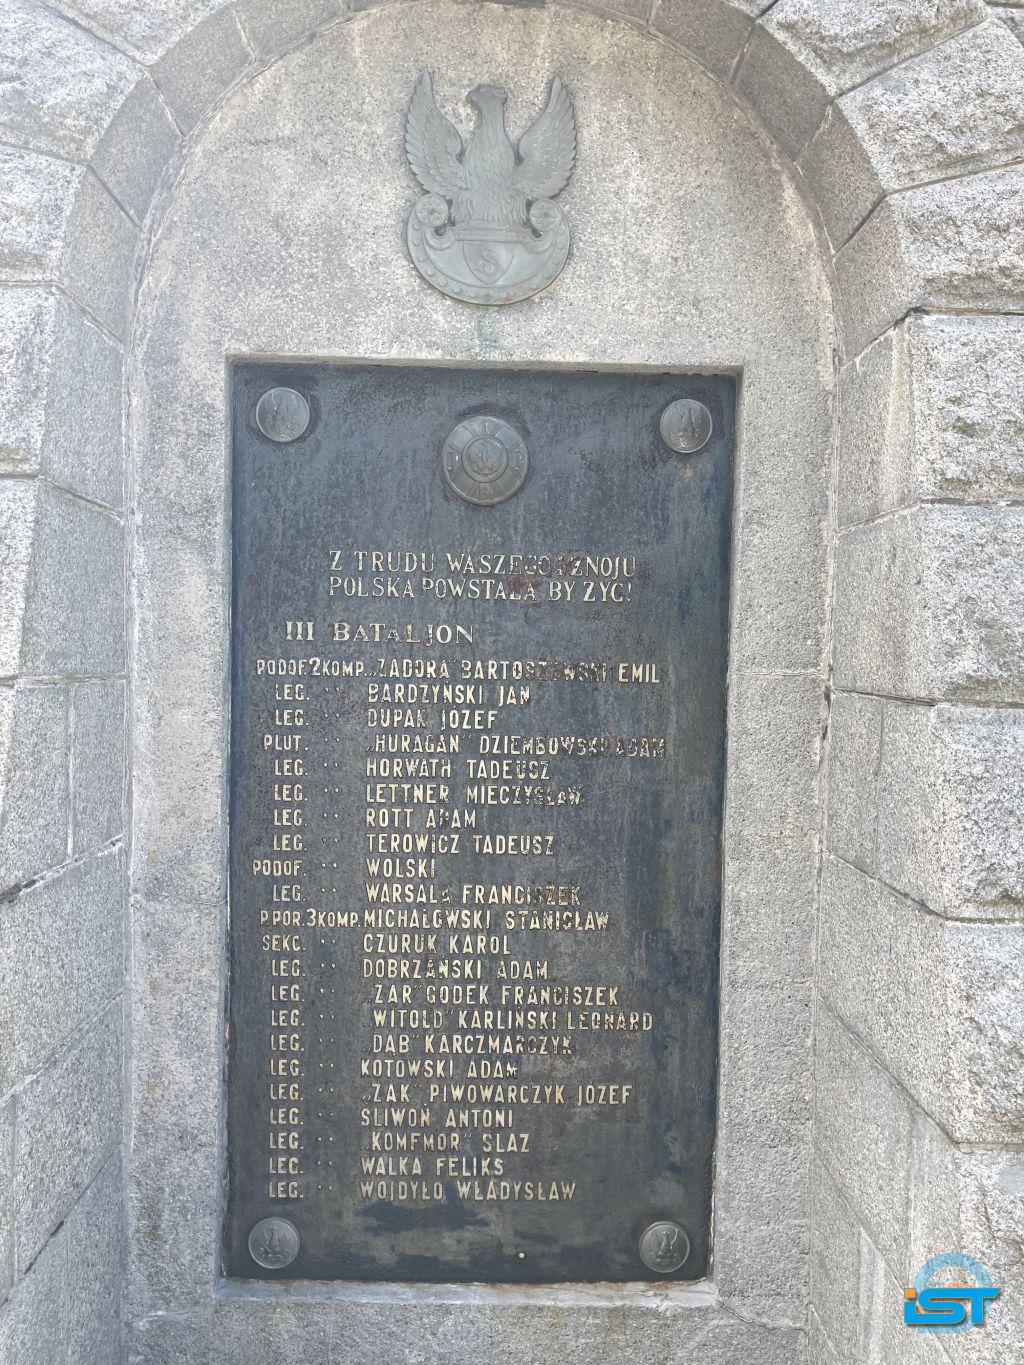 S
Z TRUDU WASZEGO I ZNOJU
POLSKA POWSTAŁA BY ŻYĆ!
III BATALJON
PODOF. 2 KOMP. „ZADORA" BARTOSZEWSKI EMIL
LEG. " " BARDZYŃSKI JAN
LEG. " " DUPAK JÓZEF
PLUT. " " „HURAGAN" DZIEMBOWSKI ADAM
LEG. " " HORWATH TADEUSZ
LEG. " " LETTNER MIECZYSŁAW
LEG. " " ROTT ADAM
LEG. " " TEROWICZ TADEUSZ
PODOF. " " WOLSKI
LEG. " " WARSALA FRANCISZEK
P.POR. 3 KOMP. MICHAŁOWSKI STANISŁAW
SEKC. " " CZURUK KAROL
LEG. " " DOBRZAŃSKI ADAM
LEG. " " „ŻAR" GODEK FRANCISZEK
LEG. " " „WITOLD" KARLIŃSKI LEONARD
LEG. " " „DĄB" KARCZMARCZYK
LEG. " " KOTOWSKI ADAM
LEG. " " „ŻAK" PIWOWARCZYK JÓZEF
LEG. " " ŚLIWOŃ ANTONI
LEG. " " SLAZ
LEG. " " WALKA FELIKS
LEG. " " WOJDYŁO WŁADYSŁAW
iST